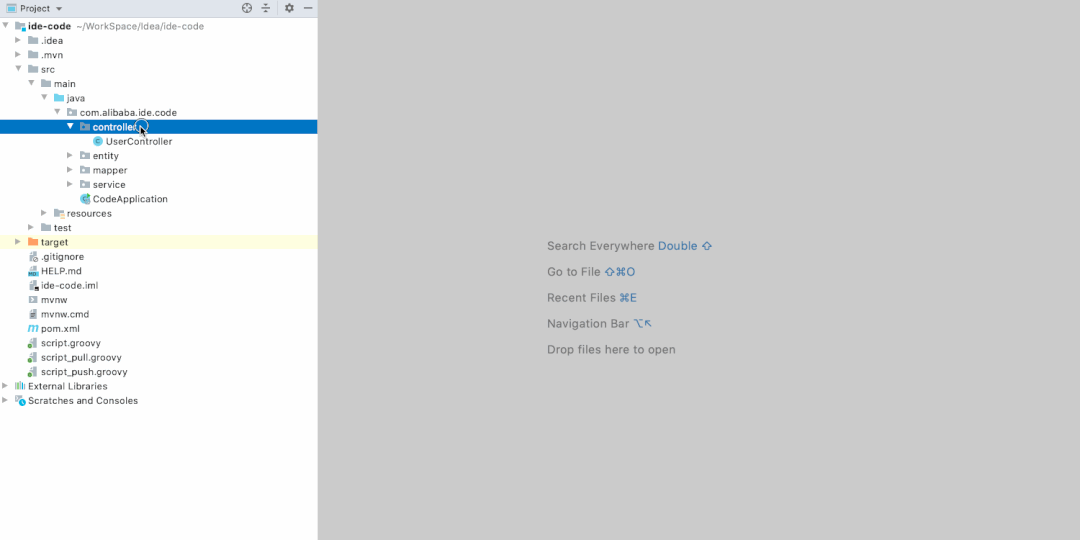 Project
ide-code ~/WorkSpace/Idea/ide-code
.idea
.mvn
src
main
java
com.alibaba.ide.code
controller
UserController
entity
mapper
service
CodeApplication
resources
test
target
.gitignore
HELP.md
ide-code.iml
mvnw
mvnw.cmd
pom.xml
script.groovy
script_pull.groovy
script_push.groovy
External Libraries
Scratches and Consoles
Search Everywhere Double ⇧
Go to File ⇧⌘O
Recent Files ⌘E
Navigation Bar ⌥↖
Drop files here to open